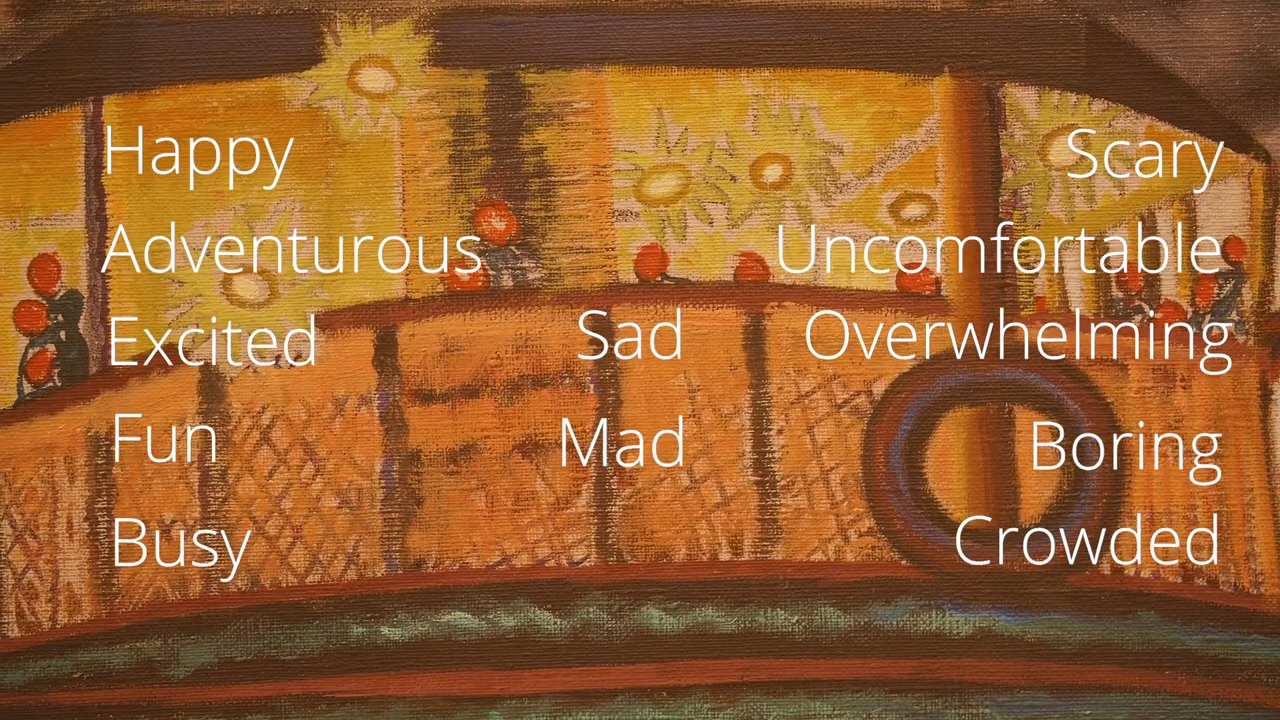 Happy
Adventurous
Excited
Fun
Busy
Sad
Mad
Scary
Uncomfortable
Overwhelming
Boring
Crowded